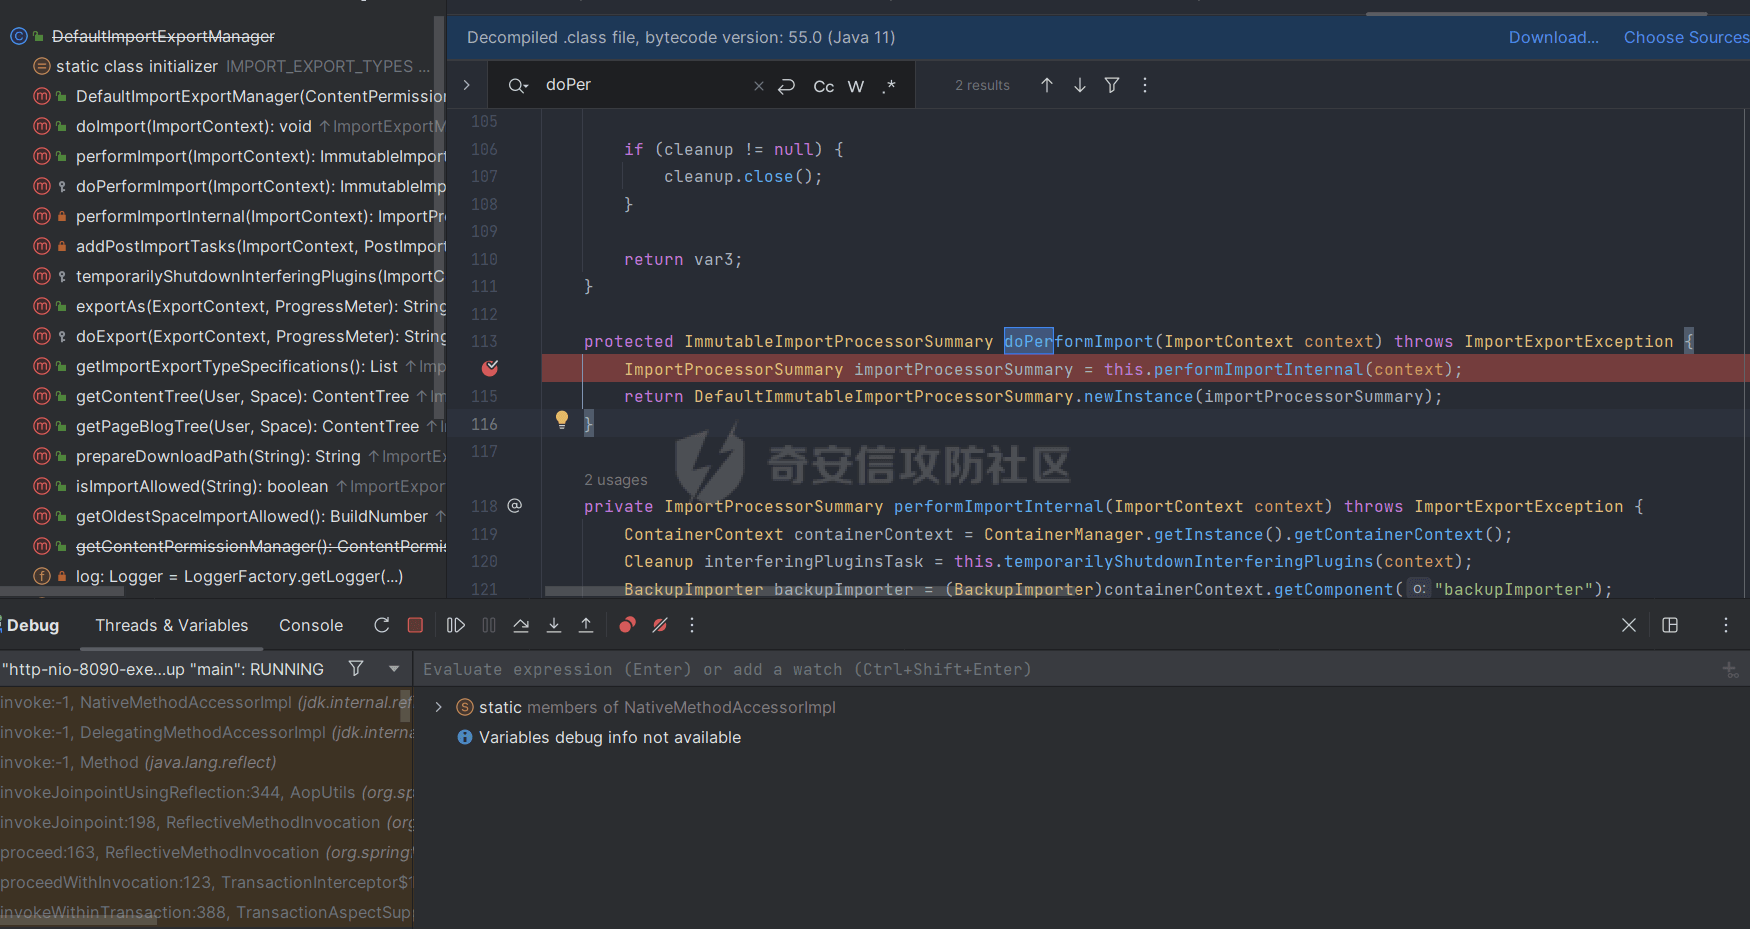 DefaultImportExportManager
static class initializer IMPORT_EXPORT_TYPES ...
DefaultImportExportManager(ContentPermission
doImport(ImportContext): void ↑ImportExportM
performImport(ImportContext): ImmutableImport
doPerformImport(ImportContext): ImmutableImp
performImportInternal(ImportContext): ImportPr
addPostImportTasks(ImportContext, PostImport
temporarilyShutdownInterferingPlugins(ImportC
exportAs(ExportContext, ProgressMeter): String
doExport(ExportContext, ProgressMeter): String
getImportExportTypeSpecifications(): List ↑Imp
getContentTree(User, Space): ContentTree ↑Im
getPageBlogTree(User, Space): ContentTree ↑I
prepareDownloadPath(String): String ↑ImportEx
isImportAllowed(String): boolean ↑ImportExpor
getOldestSpaceImportAllowed(): BuildNumber ↑
getContentPermissionManager(): ContentPermis
log: Logger = LoggerFactory.getLogger(...)
Decompiled .class file, bytecode version: 55.0 (Java 11)
Download... Choose Sources
doPer
Cc W .*
2 results
105
106 if (cleanup != null) {
107 cleanup.close();
108 }
109
110 return var3;
111 }
112
113 protected ImmutableImportProcessorSummary doPerformImport(ImportContext context) throws ImportExportException {
ImportProcessorSummary importProcessorSummary = this.performImportInternal(context);
115 return DefaultImmutableImportProcessorSummary.newInstance(importProcessorSummary);
116 }
117
奇安信攻防社区
2 usages
118 @ private ImportProcessorSummary performImportInternal(ImportContext context) throws ImportExportException {
119 ContainerContext containerContext = ContainerManager.getInstance().getContainerContext();
120 Cleanup interferingPluginsTask = this.temporarilyShutdownInterferingPlugins(context);
121 BackupImporter backupImporter = (BackupImporter)containerContext.getComponent( o: "backupImporter");
Debug Threads & Variables Console
"http-nio-8090-exe...up "main": RUNNING
Evaluate expression (Enter) or add a watch (Ctrl+Shift+Enter)
invoke:-1, NativeMethodAccessorImpl (jdk.internal.ref
invoke:-1, DelegatingMethodAccessorImpl (jdk.interna
invoke:-1, Method (java.lang.reflect)
invokeJoinpointUsingReflection:344, AopUtils (org.sp
invokeJoinpoint:198, ReflectiveMethodInvocation (org
proceed:163, ReflectiveMethodInvocation (org.spring
proceedWithInvocation:123, TransactionInterceptor$1
invokeWithinTransaction:388, TransactionAspectSup
static members of NativeMethodAccessorImpl
Variables debug info not available